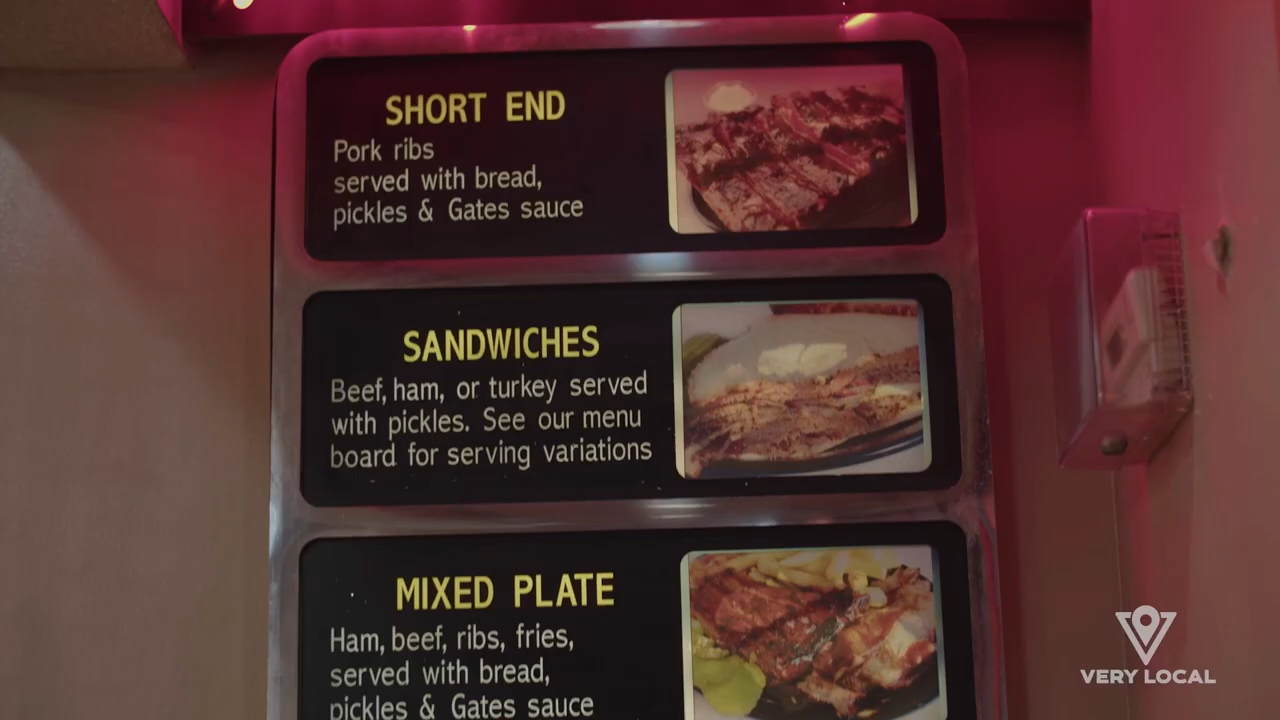 SHORT END
Pork ribs
served with bread,
pickles & Gates sauce
SANDWICHES
Beef, ham, or turkey served
with pickles. See our menu
board for serving variations
MIXED PLATE
Ham, beef, ribs, fries,
served with bread,
pickles & Gates sauce
VERY LOCAL